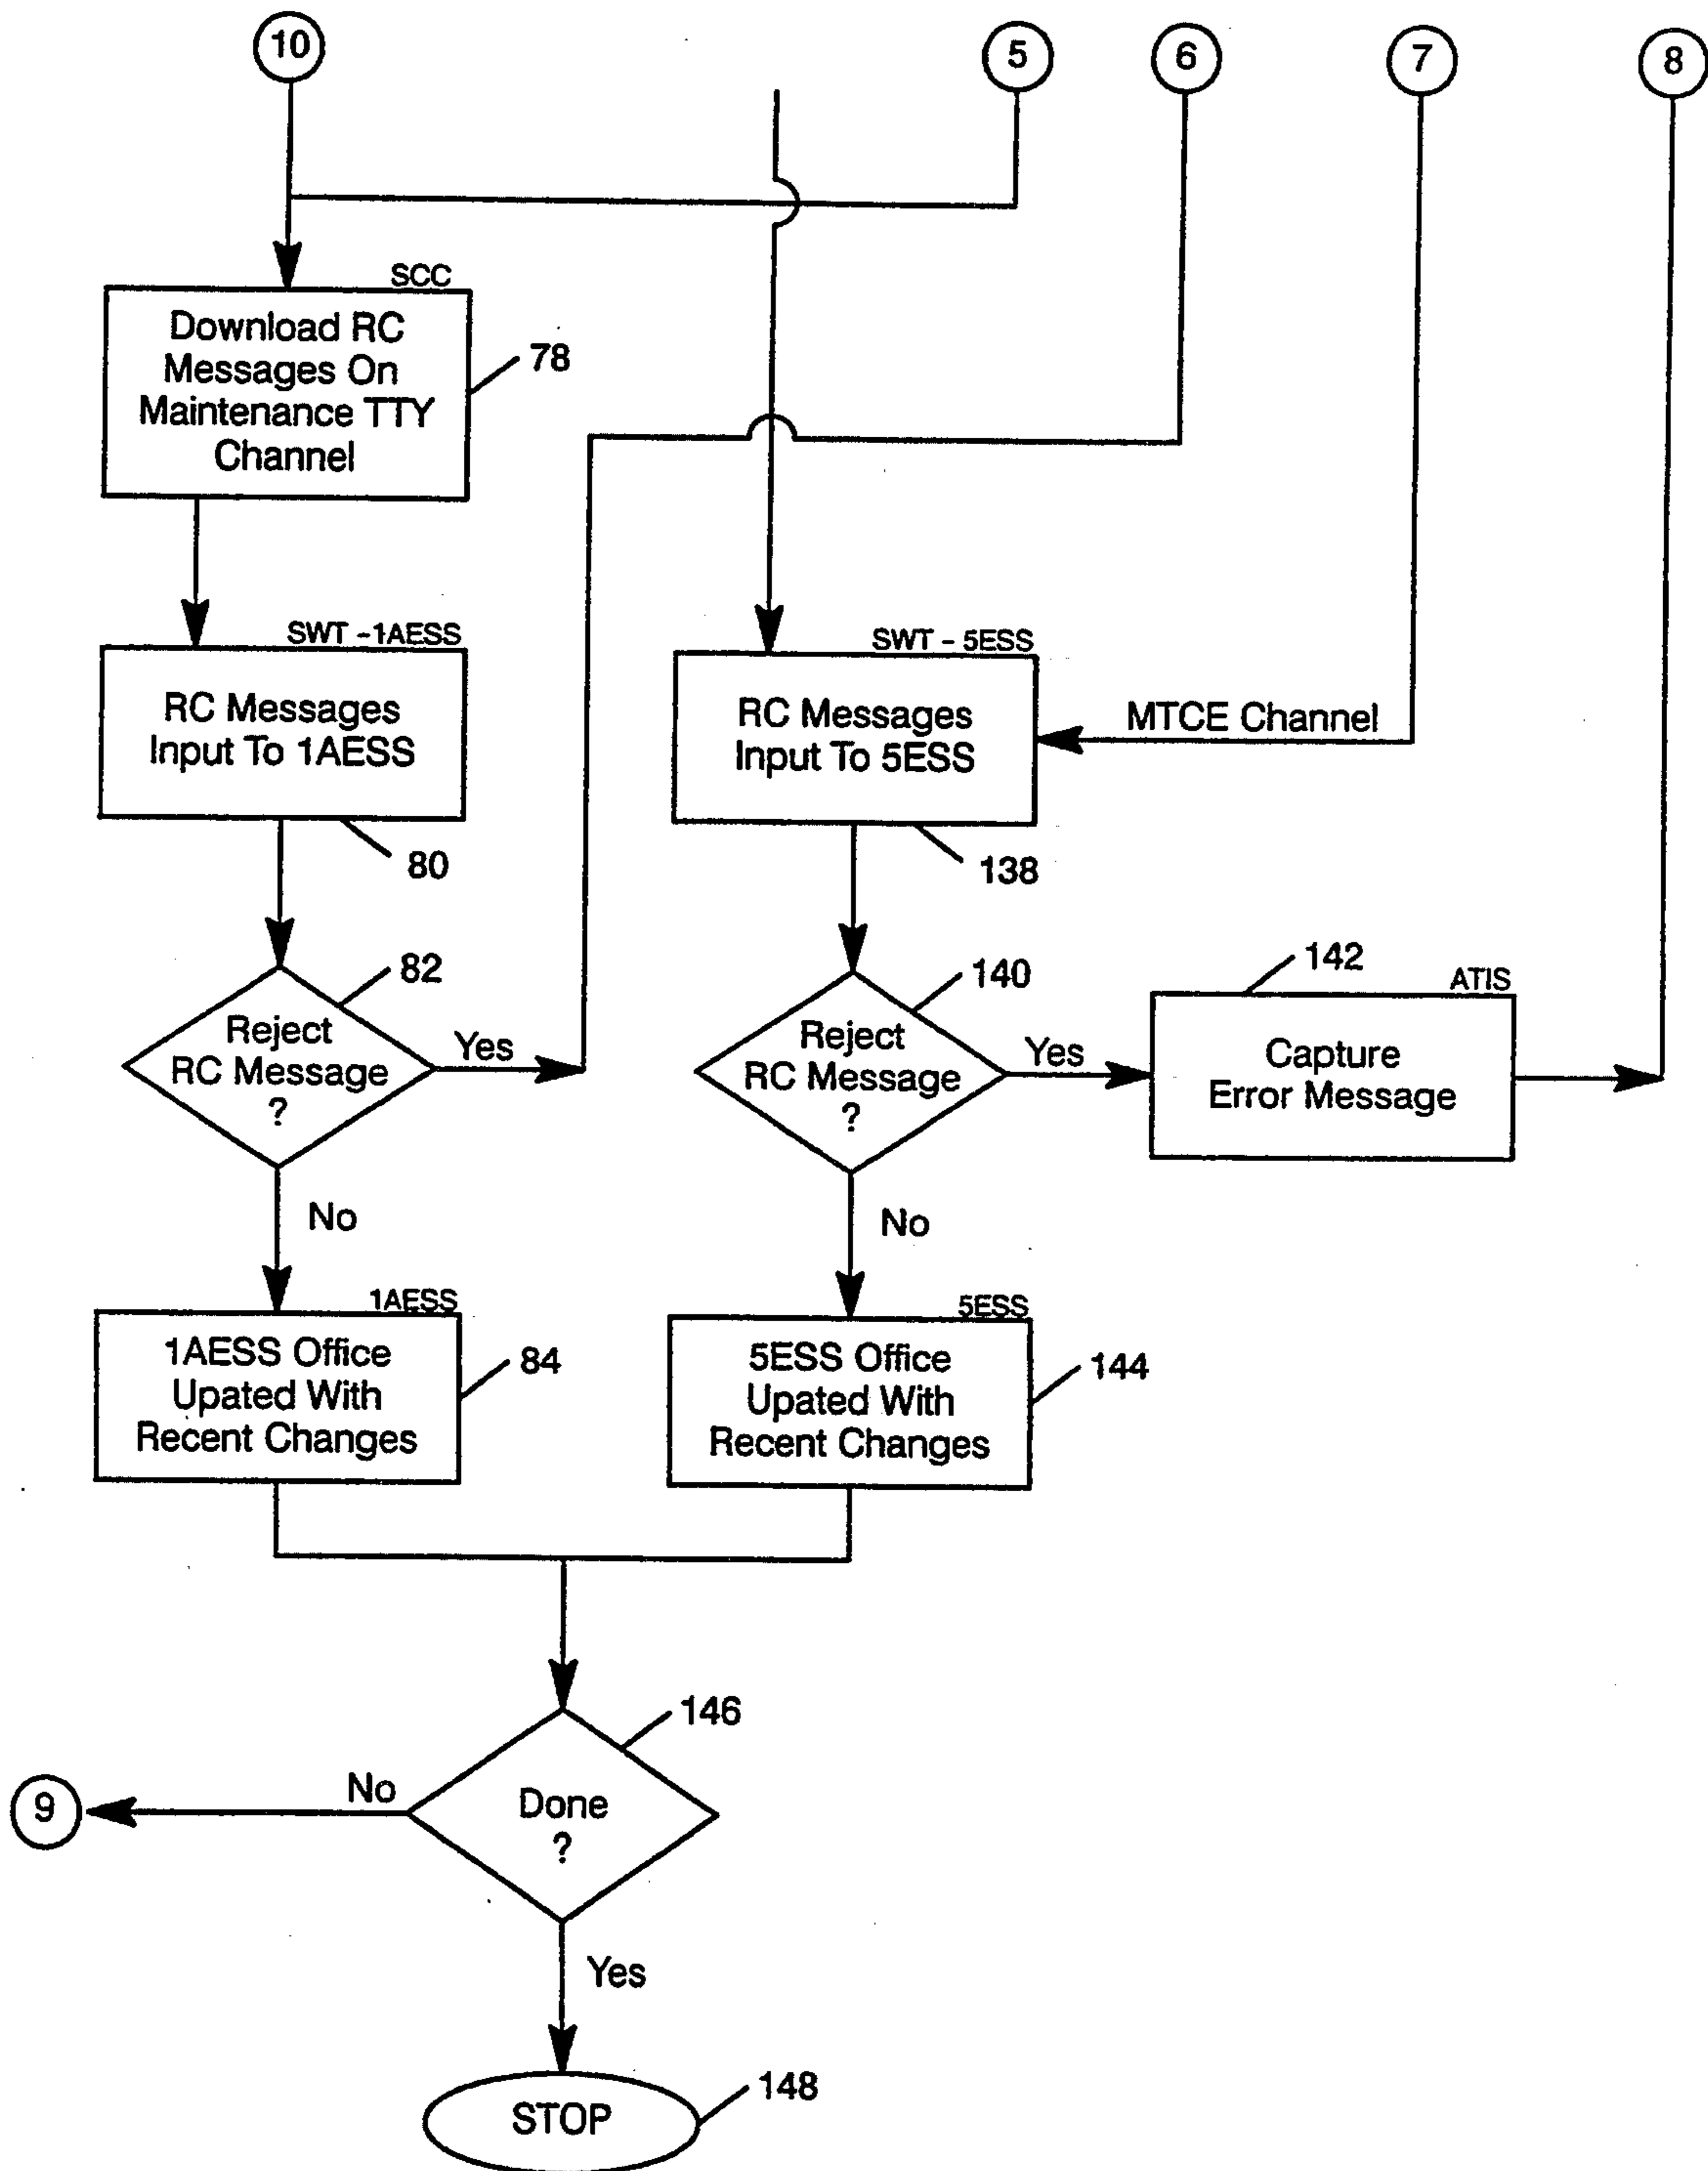 10
5
6
7
8
SCC
Download RC
Messages On
Maintenance TTY
Channel
78
SWT -1AESS
RC Messages
Input To 1AESS
80
SWT - 5ESS
RC Messages
Input To 5ESS
138
MTCE Channel
82
Reject
RC Message
?
Yes
No
140
Reject
RC Message
?
Yes
No
142
ATIS
Capture
Error Message
1AESS
1AESS Office
Upated With
Recent Changes
84
5ESS
5ESS Office
Upated With
Recent Changes
144
146
Done
?
No
9
Yes
STOP
148